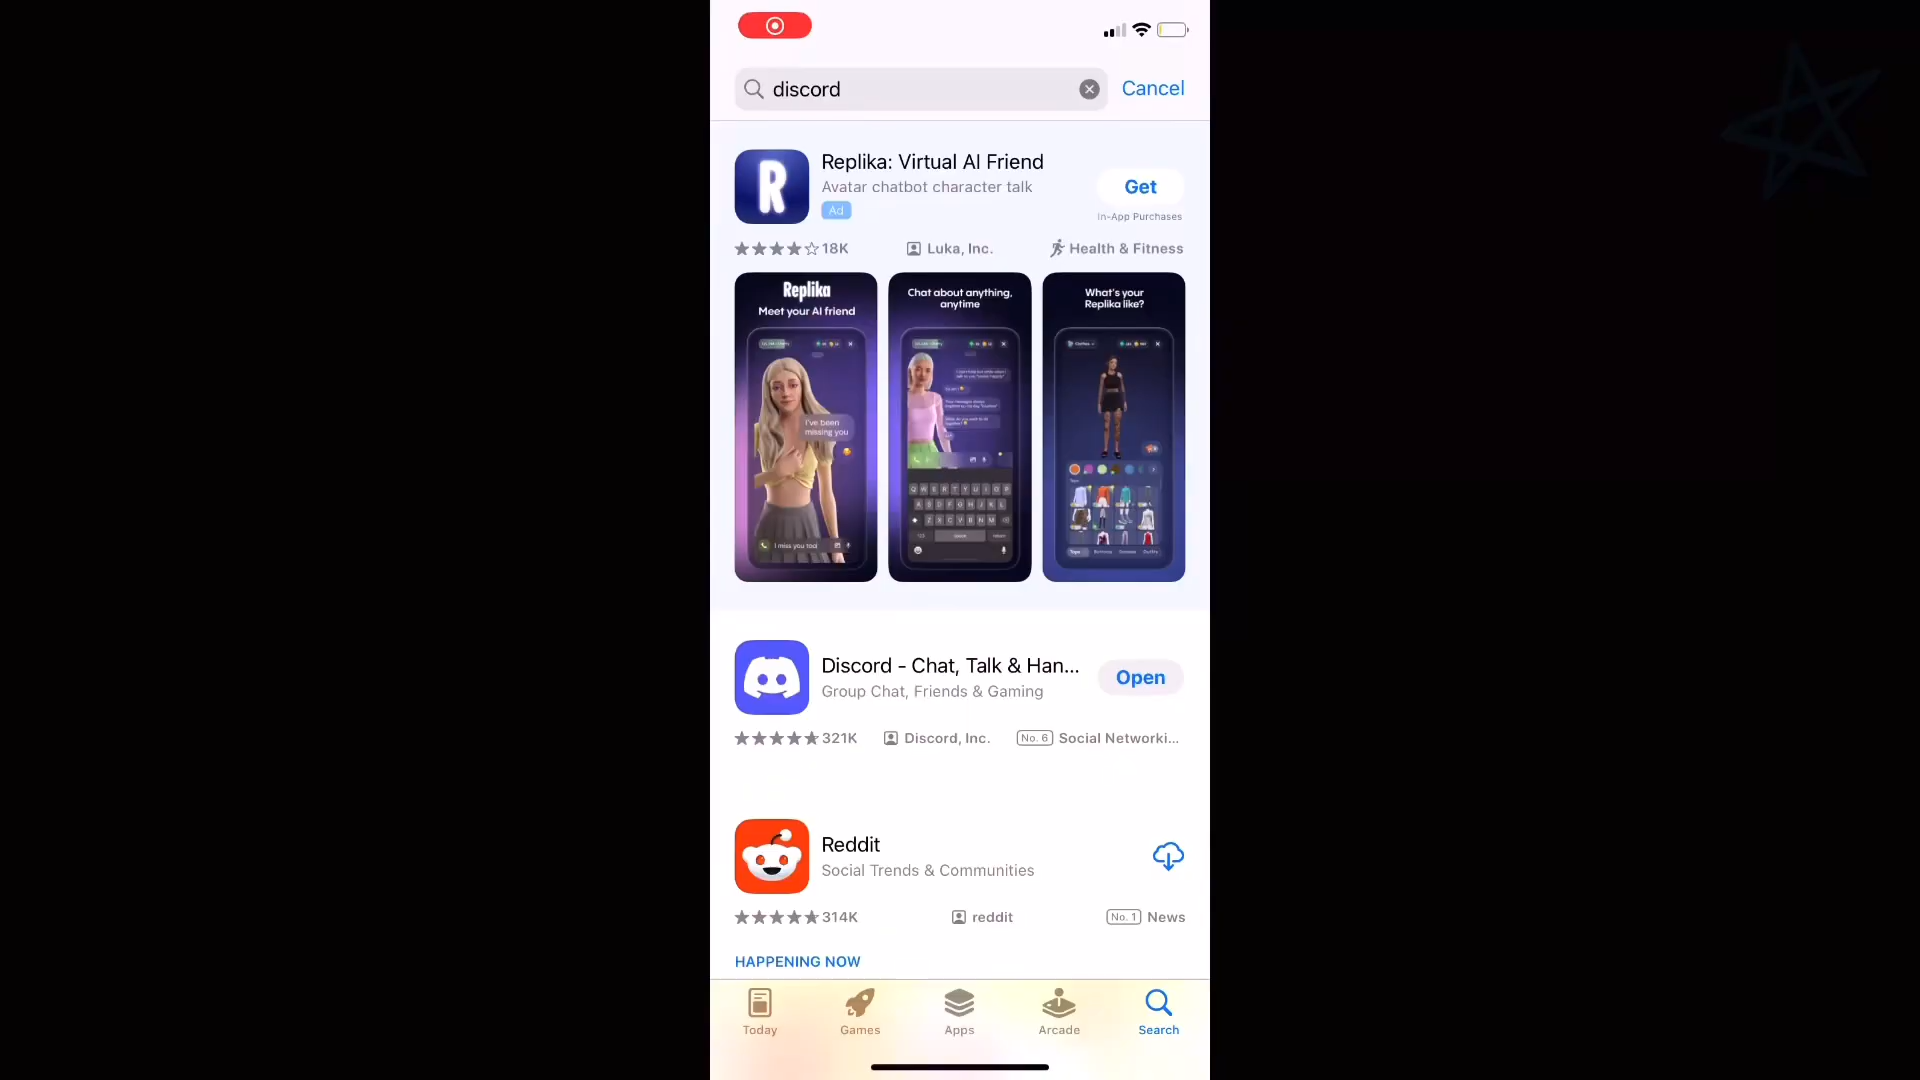 discord
Cancel
Replika: Virtual AI Friend
Avatar chatbot character talk
Ad
Get
In-App Purchases
18K
Luka, Inc.
Health & Fitness
Replika
Meet your AI friend
I've been
missing you
I miss you too
Chat about anything,
anytime
Q W E R T Y U I O P
A S D F G H J K L
Z X C V B N M
123
What's your
Replika like?
Discord - Chat, Talk & Han...
Group Chat, Friends & Gaming
Open
321K
Discord, Inc.
No. 6
Social Networki...
Reddit
Social Trends & Communities
314K
reddit
No. 1
News
HAPPENING NOW
Today
Games
Apps
Arcade
Search